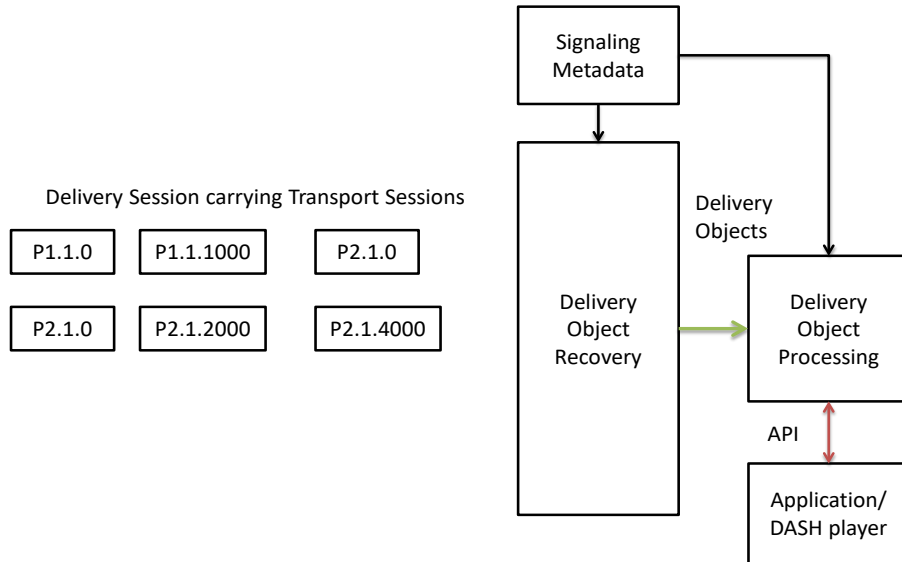 Signaling
Metadata
Delivery Session carrying Transport Sessions
P1.1.0
P1.1.1000
P2.1.0
P2.1.0
P2.1.2000
P2.1.4000
Delivery
Object
Recovery
Delivery
Objects
Delivery
Object
Processing
API
Application/
DASH player